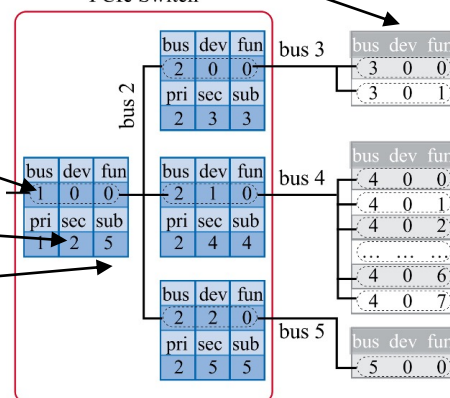 PCIe Switch
bus dev fun
1 0 0
pri sec sub
1 2 5
bus 2
bus dev fun
2 0 0
pri sec sub
2 3 3
bus dev fun
2 1 0
pri sec sub
2 4 4
bus dev fun
2 2 0
pri sec sub
2 5 5
bus 3
bus dev fun
3 0 0
3 0 1
bus 4
bus dev fun
4 0 0
4 0 1
4 0 2
... ... ...
4 0 6
4 0 7
bus 5
bus dev fun
5 0 0